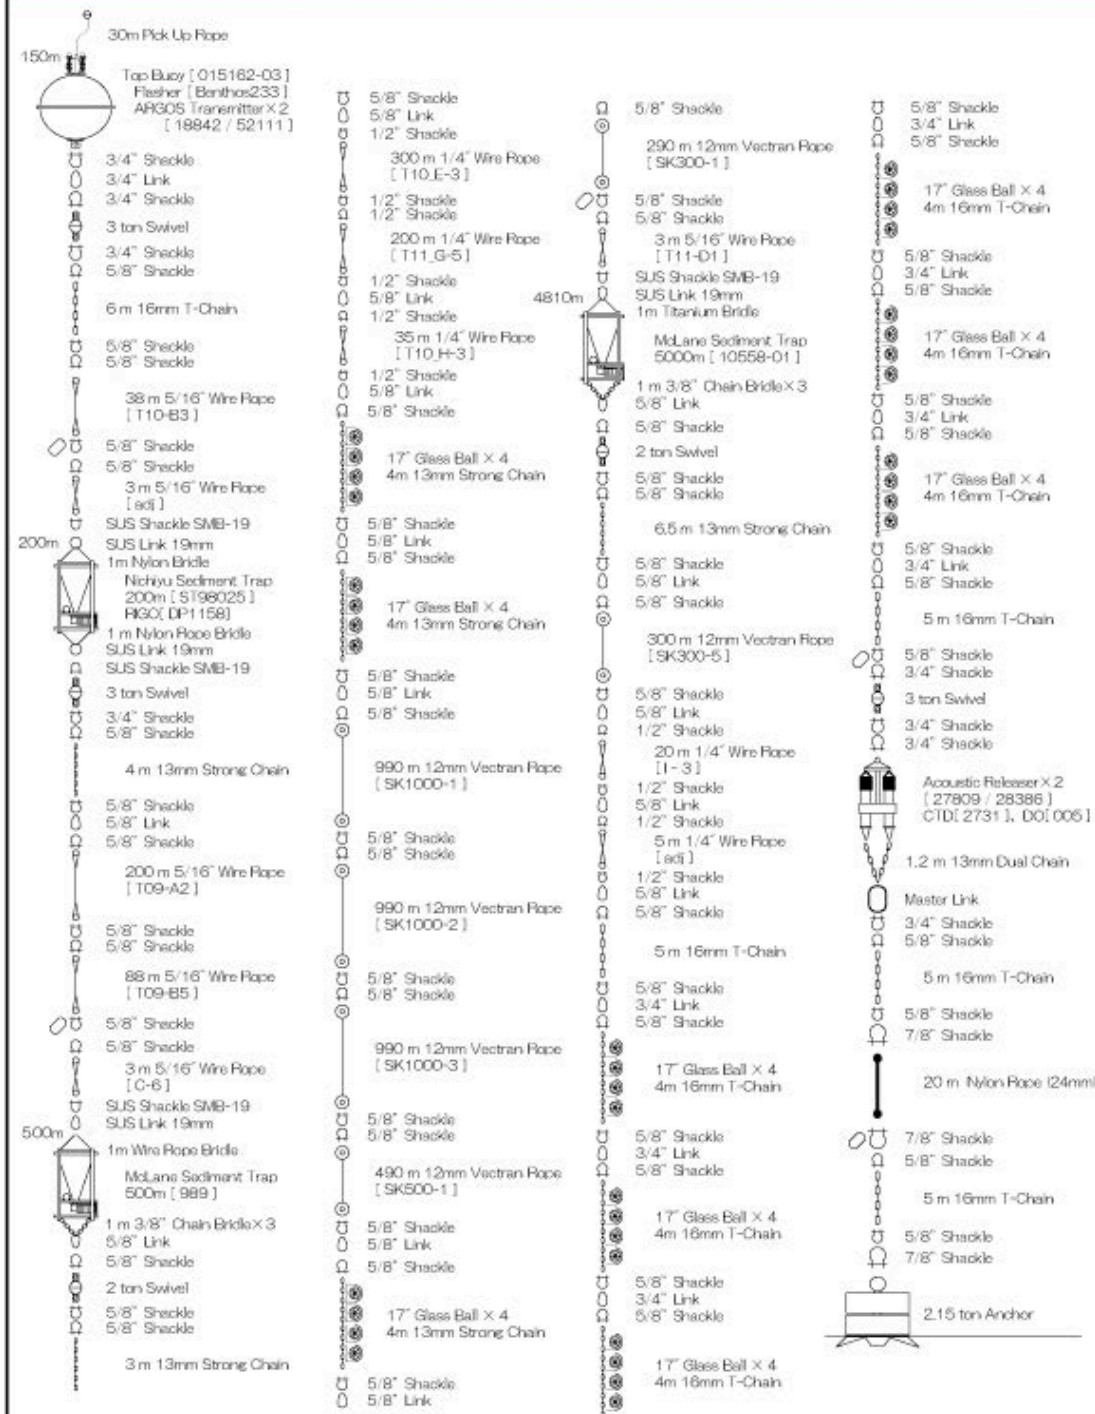 30m Pick Up Rope
150m
Top Buoy [ 015162-03 ]
Flasher [ Benthos233 ]
ARGOS Transmitter×2
[ 18842 / 52111 ]
3/4" Shackle
3/4" Link
3/4" Shackle
3 ton Swivel
3/4" Shackle
5/8" Shackle
6 m 16mm T-Chain
5/8" Shackle
5/8" Shackle
38 m 5/16" Wire Rope
[ T10-B3 ]
5/8" Shackle
5/8" Shackle
3 m 5/16" Wire Rope
[ adj ]
SUS Shackle SMB-19
200m
SUS Link 19mm
1m Nylon Bridle
Nichiyu Sediment Trap
200m [ ST98025 ]
RIGO[ DP1158]
1 m Nylon Rope Bridle
SUS Link 19mm
SUS Shackle SMB-19
3 ton Swivel
3/4" Shackle
5/8" Shackle
4 m 13mm Strong Chain
5/8" Shackle
5/8" Link
5/8" Shackle
200 m 5/16" Wire Rope
[ T09-A2 ]
5/8" Shackle
5/8" Shackle
88 m 5/16" Wire Rope
[ T09-B5 ]
5/8" Shackle
5/8" Shackle
3 m 5/16" Wire Rope
[ C-6 ]
SUS Shackle SMB-19
SUS Link 19mm
500m
1m Wire Rope Bridle
McLane Sediment Trap
500m [ 989 ]
1 m 3/8" Chain Bridle×3
5/8" Link
5/8" Shackle
2 ton Swivel
5/8" Shackle
5/8" Shackle
3 m 13mm Strong Chain
5/8" Shackle
5/8" Link
1/2" Shackle
300 m 1/4" Wire Rope
[ T10_E-3 ]
1/2" Shackle
1/2" Shackle
200 m 1/4" Wire Rope
[ T11_G-5 ]
1/2" Shackle
5/8" Link
1/2" Shackle
35 m 1/4" Wire Rope
[ T10_H-3 ]
1/2" Shackle
5/8" Link
5/8" Shackle
17" Glass Ball × 4
4m 13mm Strong Chain
5/8" Shackle
5/8" Link
5/8" Shackle
17" Glass Ball × 4
4m 13mm Strong Chain
5/8" Shackle
5/8" Link
5/8" Shackle
990 m 12mm Vectran Rope
[ SK1000-1 ]
5/8" Shackle
5/8" Shackle
990 m 12mm Vectran Rope
[ SK1000-2 ]
5/8" Shackle
5/8" Shackle
990 m 12mm Vectran Rope
[ SK1000-3 ]
5/8" Shackle
5/8" Shackle
490 m 12mm Vectran Rope
[ SK500-1 ]
5/8" Shackle
5/8" Link
5/8" Shackle
17" Glass Ball × 4
4m 13mm Strong Chain
5/8" Shackle
5/8" Link
5/8" Shackle
290 m 12mm Vectran Rope
[ SK300-1 ]
5/8" Shackle
5/8" Shackle
3 m 5/16" Wire Rope
[ T11-D1 ]
SUS Shackle SMB-19
4810m
SUS Link 19mm
1m Titanium Bridle
McLane Sediment Trap
5000m [ 10558-01 ]
1 m 3/8" Chain Bridle×3
5/8" Link
5/8" Shackle
2 ton Swivel
5/8" Shackle
5/8" Shackle
6.5 m 13mm Strong Chain
5/8" Shackle
5/8" Link
5/8" Shackle
300 m 12mm Vectran Rope
[ SK300-5 ]
5/8" Shackle
5/8" Link
1/2" Shackle
20 m 1/4" Wire Rope
[ I - 3 ]
1/2" Shackle
5/8" Link
1/2" Shackle
5 m 1/4" Wire Rope
[ adj ]
1/2" Shackle
5/8" Link
5/8" Shackle
5 m 16mm T-Chain
5/8" Shackle
3/4" Link
5/8" Shackle
17" Glass Ball × 4
4m 16mm T-Chain
5/8" Shackle
3/4" Link
5/8" Shackle
17" Glass Ball × 4
4m 16mm T-Chain
5/8" Shackle
3/4" Link
5/8" Shackle
17" Glass Ball × 4
4m 16mm T-Chain
5/8" Shackle
3/4" Link
5/8" Shackle
17" Glass Ball × 4
4m 16mm T-Chain
5/8" Shackle
3/4" Link
5/8" Shackle
17" Glass Ball × 4
4m 16mm T-Chain
5/8" Shackle
3/4" Link
5/8" Shackle
17" Glass Ball × 4
4m 16mm T-Chain
5/8" Shackle
3/4" Link
5/8" Shackle
5 m 16mm T-Chain
5/8" Shackle
3/4" Shackle
3 ton Swivel
3/4" Shackle
3/4" Shackle
Acoustic Releaser×2
[ 27809 / 28386 ]
CTD[ 2731 ], DO[ 005 ]
1.2 m 13mm Dual Chain
Master Link
3/4" Shackle
5/8" Shackle
5 m 16mm T-Chain
5/8" Shackle
7/8" Shackle
20 m Nylon Rope (24mm)
7/8" Shackle
5/8" Shackle
5 m 16mm T-Chain
5/8" Shackle
7/8" Shackle
2.15 ton Anchor